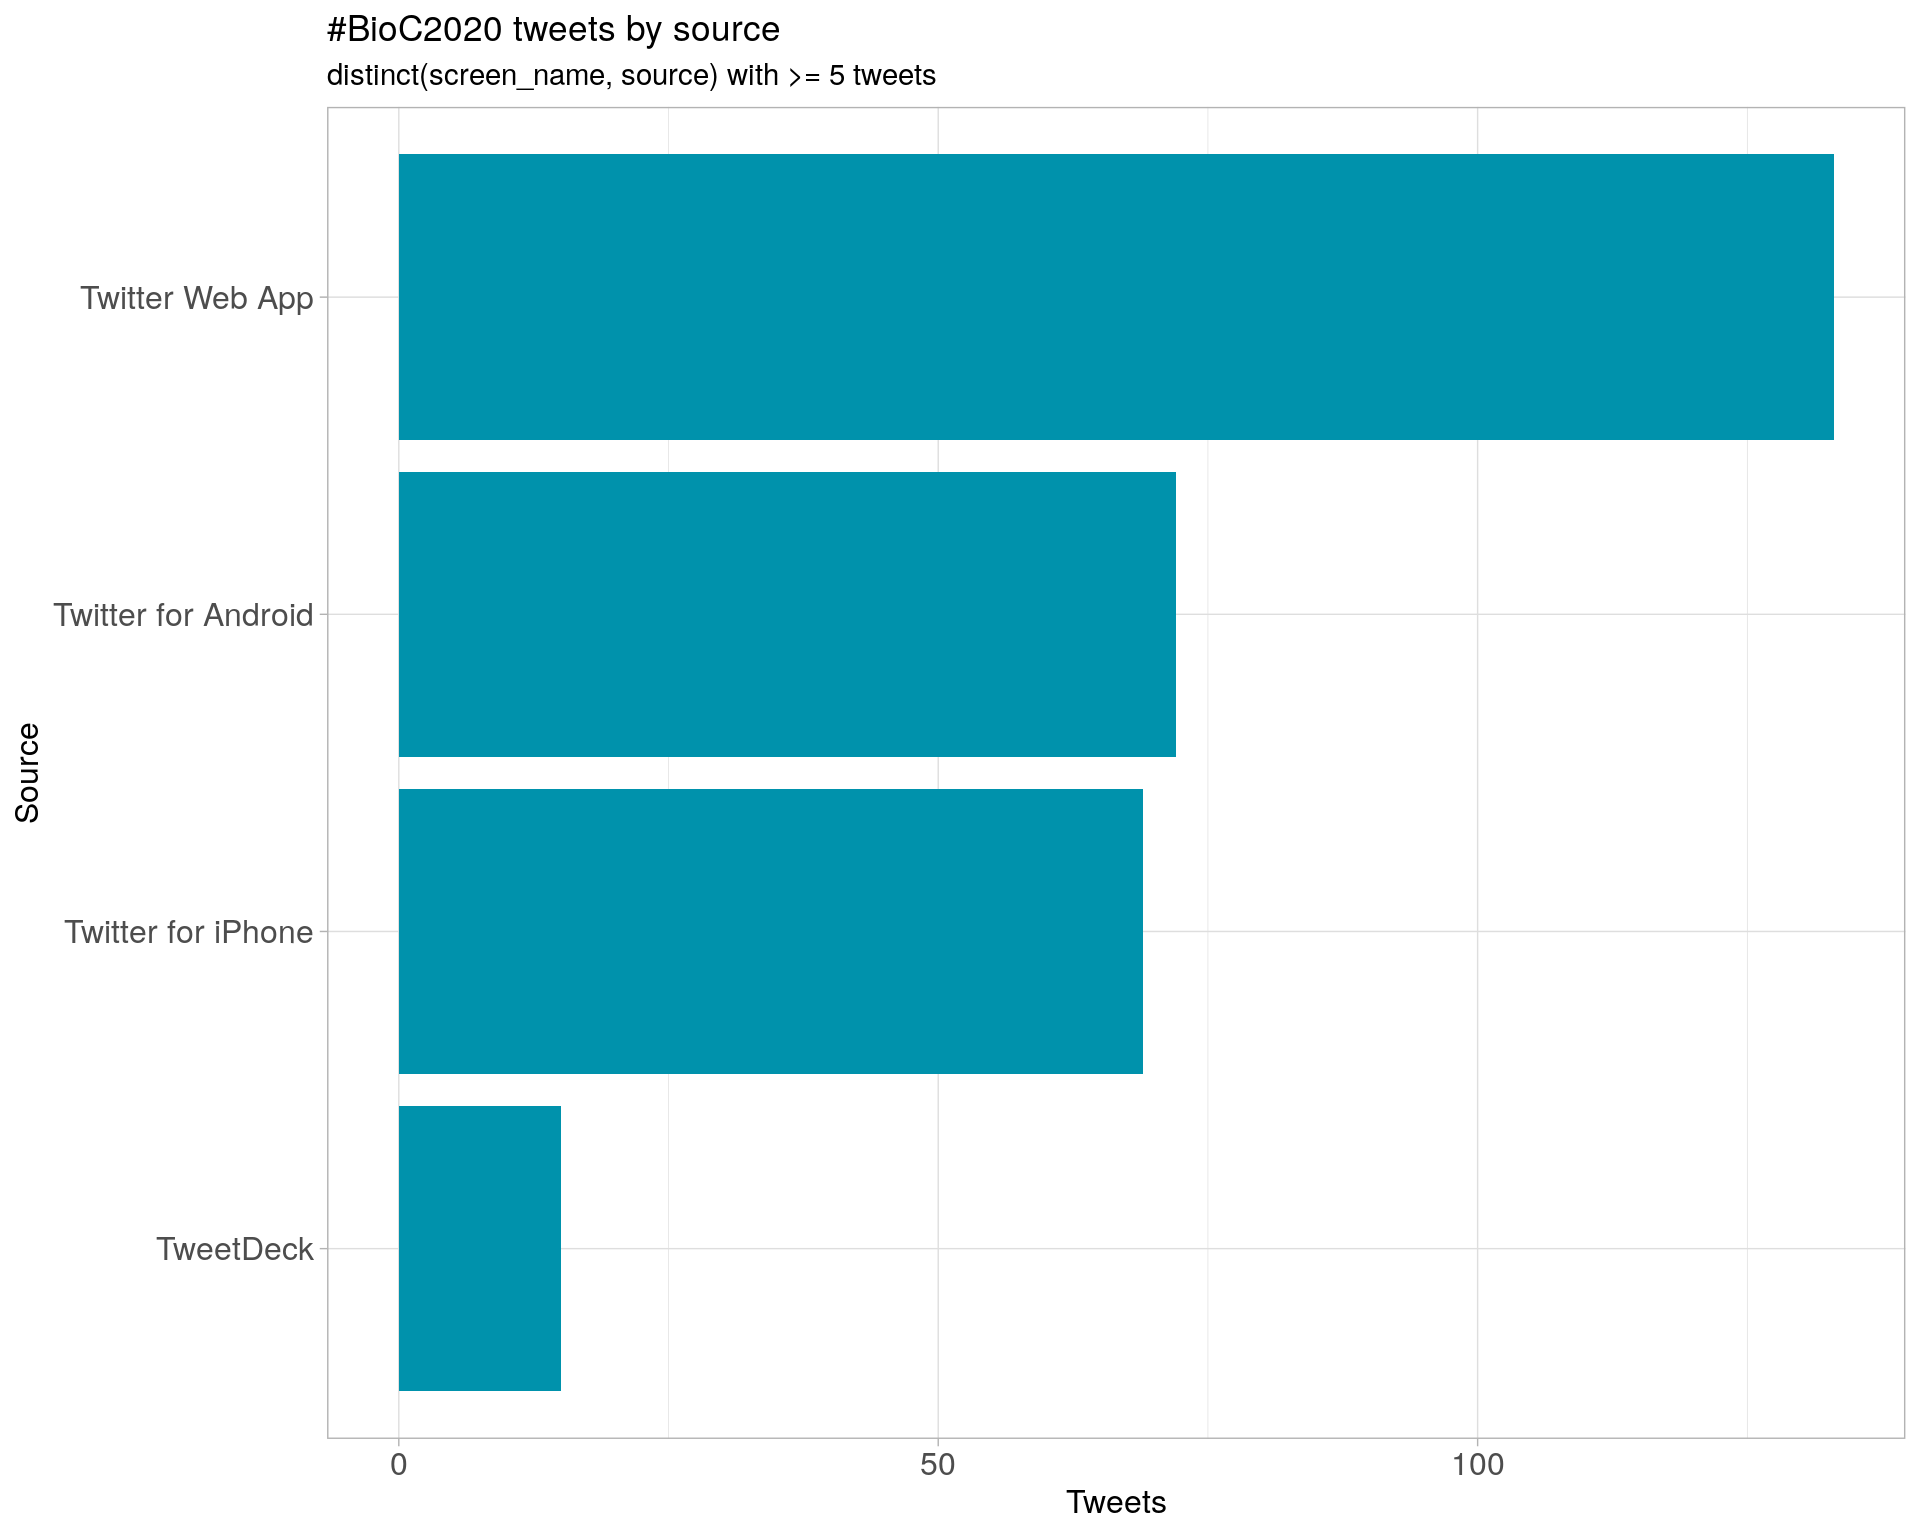 #BioC2020 tweets by source
distinct(screen_name, source) with >= 5 tweets
Source
Twitter Web App
Twitter for Android
Twitter for iPhone
TweetDeck
0 50 100
Tweets